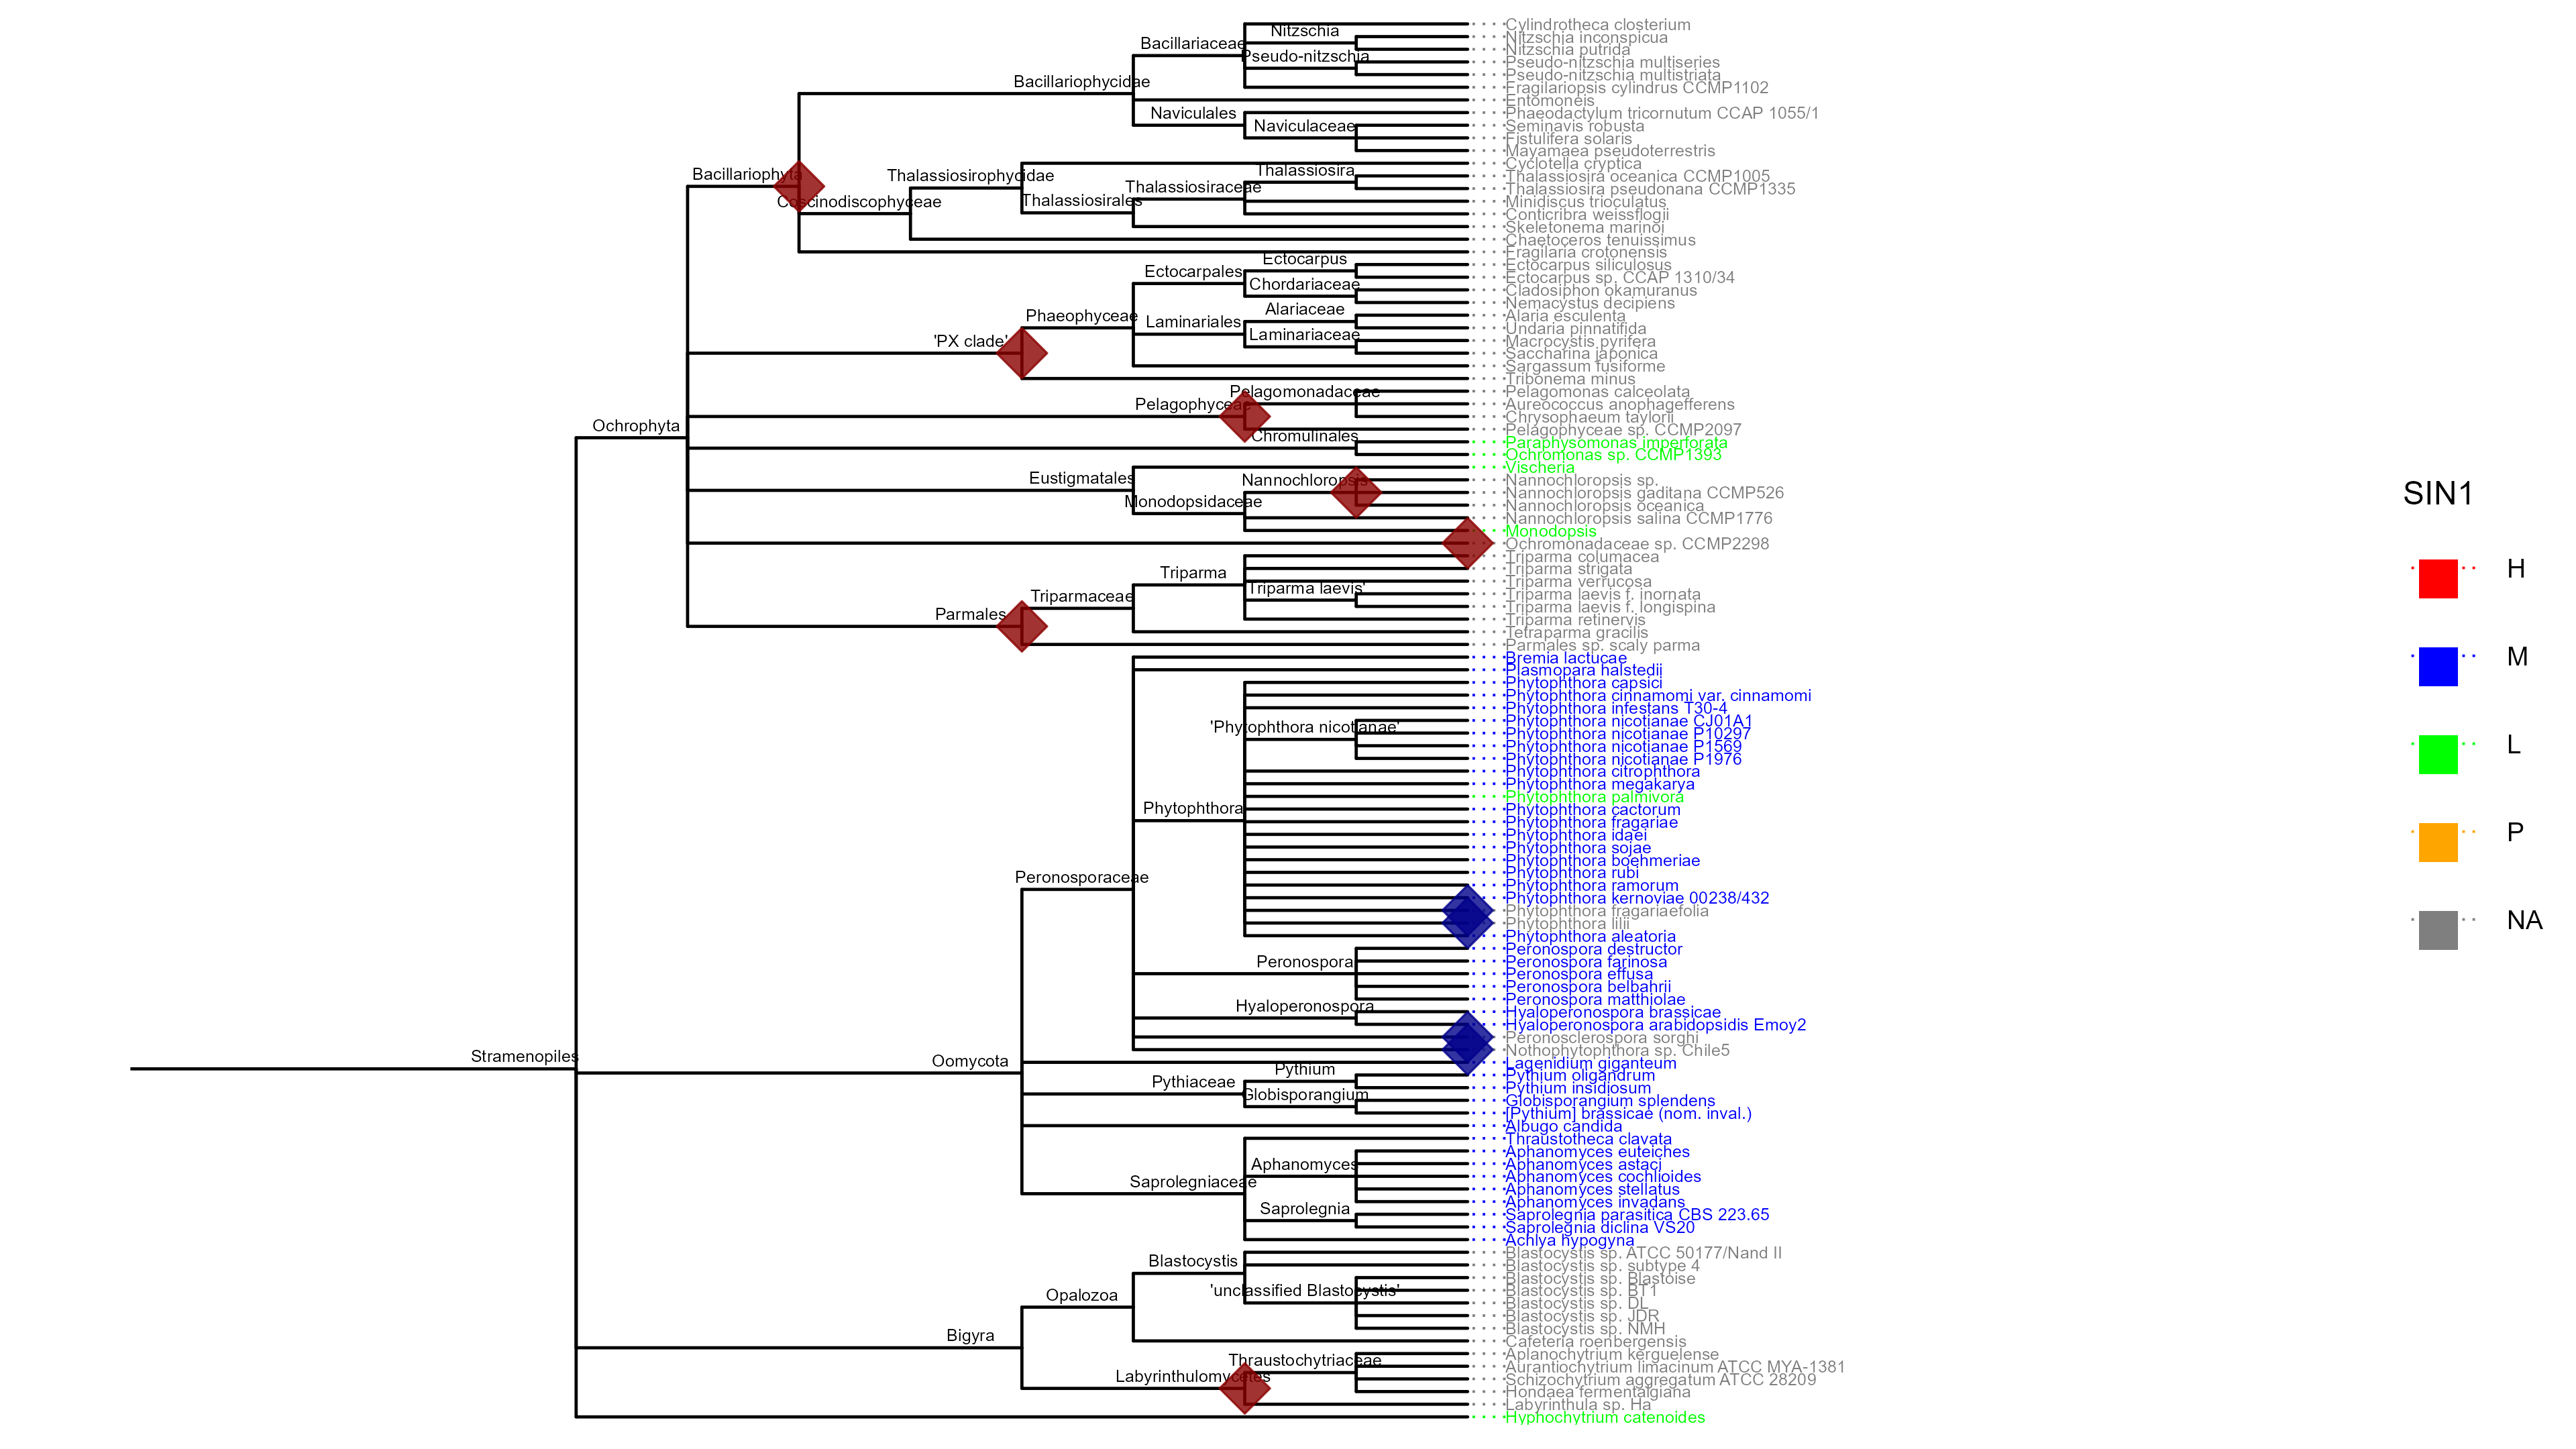 Cylindrotheca closterium
Nitzschia
Nitzschia inconspicua
Bacillariaceae
Nitzschia putrida
Pseudo-nitzschia
Pseudo-nitzschia multiseries
Pseudo-nitzschia multistriata
Bacillariophycidae
Fragilariopsis cylindrus CCMP1102
Entomoneis
Naviculales
Phaeodactylum tricornutum CCAP 1055/1
Naviculaceae
Seminavis robusta
Fistulifera solaris
Mayamaea pseudoterrestris
Cyclotella cryptica
Bacillariophyta
Thalassiosirophycidae
Thalassiosira
Thalassiosira oceanica CCMP1005
Thalassiosiraceae
Thalassiosira pseudonana CCMP1335
Coscinodiscophyceae
Thalassiosirales
Minidiscus trioculatus
Conticribra weissflogii
Skeletonema marinoi
Chaetoceros tenuissimus
Fragilaria crotonensis
Ectocarpus
Ectocarpus siliculosus
Ectocarpales
Ectocarpus sp. CCAP 1310/34
Chordariaceae
Cladosiphon okamuranus
Nemacystus decipiens
Phaeophyceae
Alariaceae
Alaria esculenta
Laminariales
Undaria pinnatifida
'PX clade'
Laminariaceae
Macrocystis pyrifera
Saccharina japonica
Sargassum fusiforme
Tribonema minus
Pelagomonadaceae
Pelagomonas calceolata
Pelagophyceae
Aureococcus anophagefferens
Chrysophaeum taylorii
Ochrophyta
Pelagophyceae sp. CCMP2097
Chromulinales
Paraphysomonas imperforata
Ochromonas sp. CCMP1393
Vischeria
Eustigmatales
Nannochloropsis
Nannochloropsis sp.
Nannochloropsis gaditana CCMP526
Monodopsidaceae
Nannochloropsis oceanica
Nannochloropsis salina CCMP1776
Monodopsis
Ochromonadaceae sp. CCMP2298
Triparma columacea
Triparma
Triparma strigata
Triparma verrucosa
Triparmaceae
Triparma laevis'
Triparma laevis f. inornata
Parmales
Triparma laevis f. longispina
Triparma retinervis
Tetraparma gracilis
Parmales sp. scaly parma
Bremia lactucae
Plasmopara halstedii
Phytophthora capsici
Phytophthora cinnamomi var. cinnamomi
Phytophthora infestans T30-4
'Phytophthora nicotianae'
Phytophthora nicotianae CJ01A1
Phytophthora nicotianae P10297
Phytophthora nicotianae P1569
Phytophthora nicotianae P1976
Phytophthora citrophthora
Phytophthora megakarya
Phytophthora palmivora
Phytophthora
Phytophthora cactorum
Phytophthora fragariae
Phytophthora idaei
Phytophthora sojae
Phytophthora boehmeriae
Peronosporaceae
Phytophthora rubi
Phytophthora ramorum
Phytophthora kernoviae 00238/432
Phytophthora fragariaefolia
Phytophthora lilii
Phytophthora aleatoria
Peronospora destructor
Peronospora
Peronospora farinosa
Peronospora effusa
Peronospora belbahrii
Peronospora matthiolae
Hyaloperonospora
Hyaloperonospora brassicae
Hyaloperonospora arabidopsidis Emoy2
Peronosclerospora sorghi
Nothophytophthora sp. Chile5
Stramenopiles
Oomycota
Lagenidium giganteum
Pythium
Pythium oligandrum
Pythiaceae
Pythium insidiosum
Globisporangium
Globisporangium splendens
[Pythium] brassicae (nom. inval.)
Albugo candida
Thraustotheca clavata
Aphanomyces euteiches
Aphanomyces
Aphanomyces astaci
Saprolegniaceae
Aphanomyces cochlioides
Aphanomyces stellatus
Aphanomyces invadans
Saprolegnia
Saprolegnia parasitica CBS 223.65
Saprolegnia diclina VS20
Achlya hypogyna
Blastocystis
Blastocystis sp. ATCC 50177/Nand II
Blastocystis sp. subtype 4
Blastocystis sp. Blastoise
Opalozoa
'unclassified Blastocystis'
Blastocystis sp. BT1
Blastocystis sp. DL
Blastocystis sp. JDR
Bigyra
Blastocystis sp. NMH
Cafeteria roenbergensis
Thraustochytriaceae
Aplanochytrium kerguelense
Labyrinthulomycetes
Aurantiochytrium limacinum ATCC MYA-1381
Schizochytrium aggregatum ATCC 28209
Hondaea fermentalgiana
Labyrinthula sp. Ha
Hyphochytrium catenoides
SIN1
H
M
L
P
NA